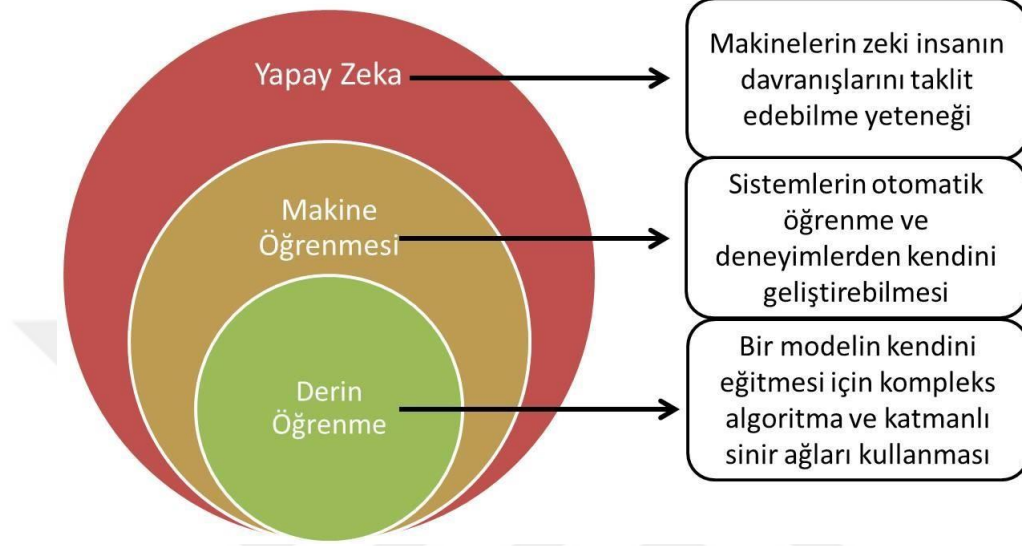 Yapay Zeka
Makinelerin zeki insanın
davranışlarını taklit
edebilme yeteneği
Makine
Öğrenmesi
Sistemlerin otomatik
öğrenme ve
deneyimlerden kendini
geliştirebilmesi
Derin
Öğrenme
Bir modelin kendini
eğitmesi için kompleks
algoritma ve katmanlı
sinir ağları kullanması